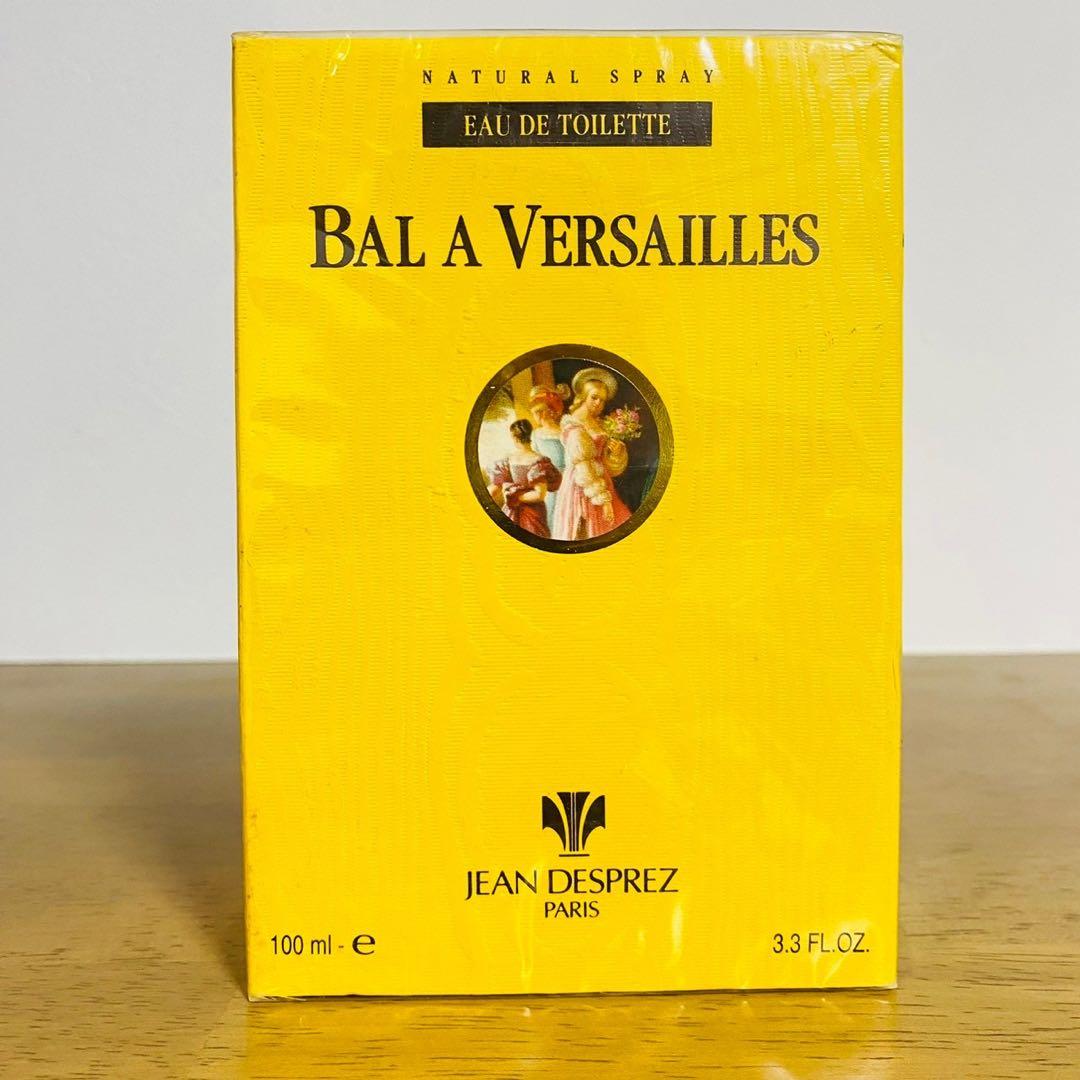 NATURAL SPRAY
EAU DE TOILETTE
BAL A VERSAILLES
JEAN DESPREZ
PARIS
100 ml - ℮
3.3 FL.OZ.